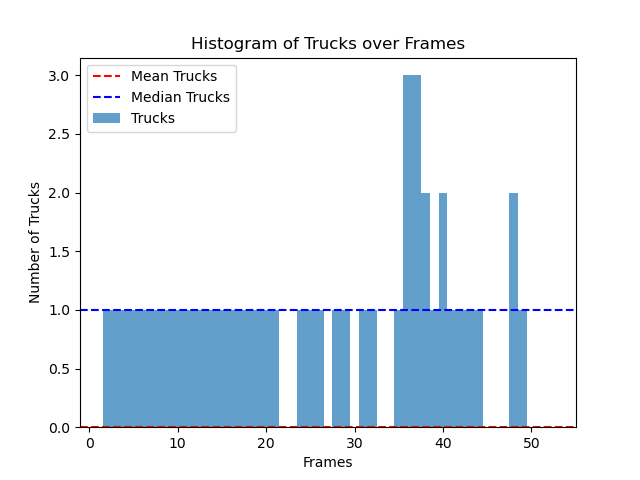 Histogram of Trucks over Frames
Mean Trucks
Median Trucks
Trucks
Number of Trucks
3.0
2.5
2.0
1.5
1.0
0.5
0.0
0 10 20 30 40 50
Frames